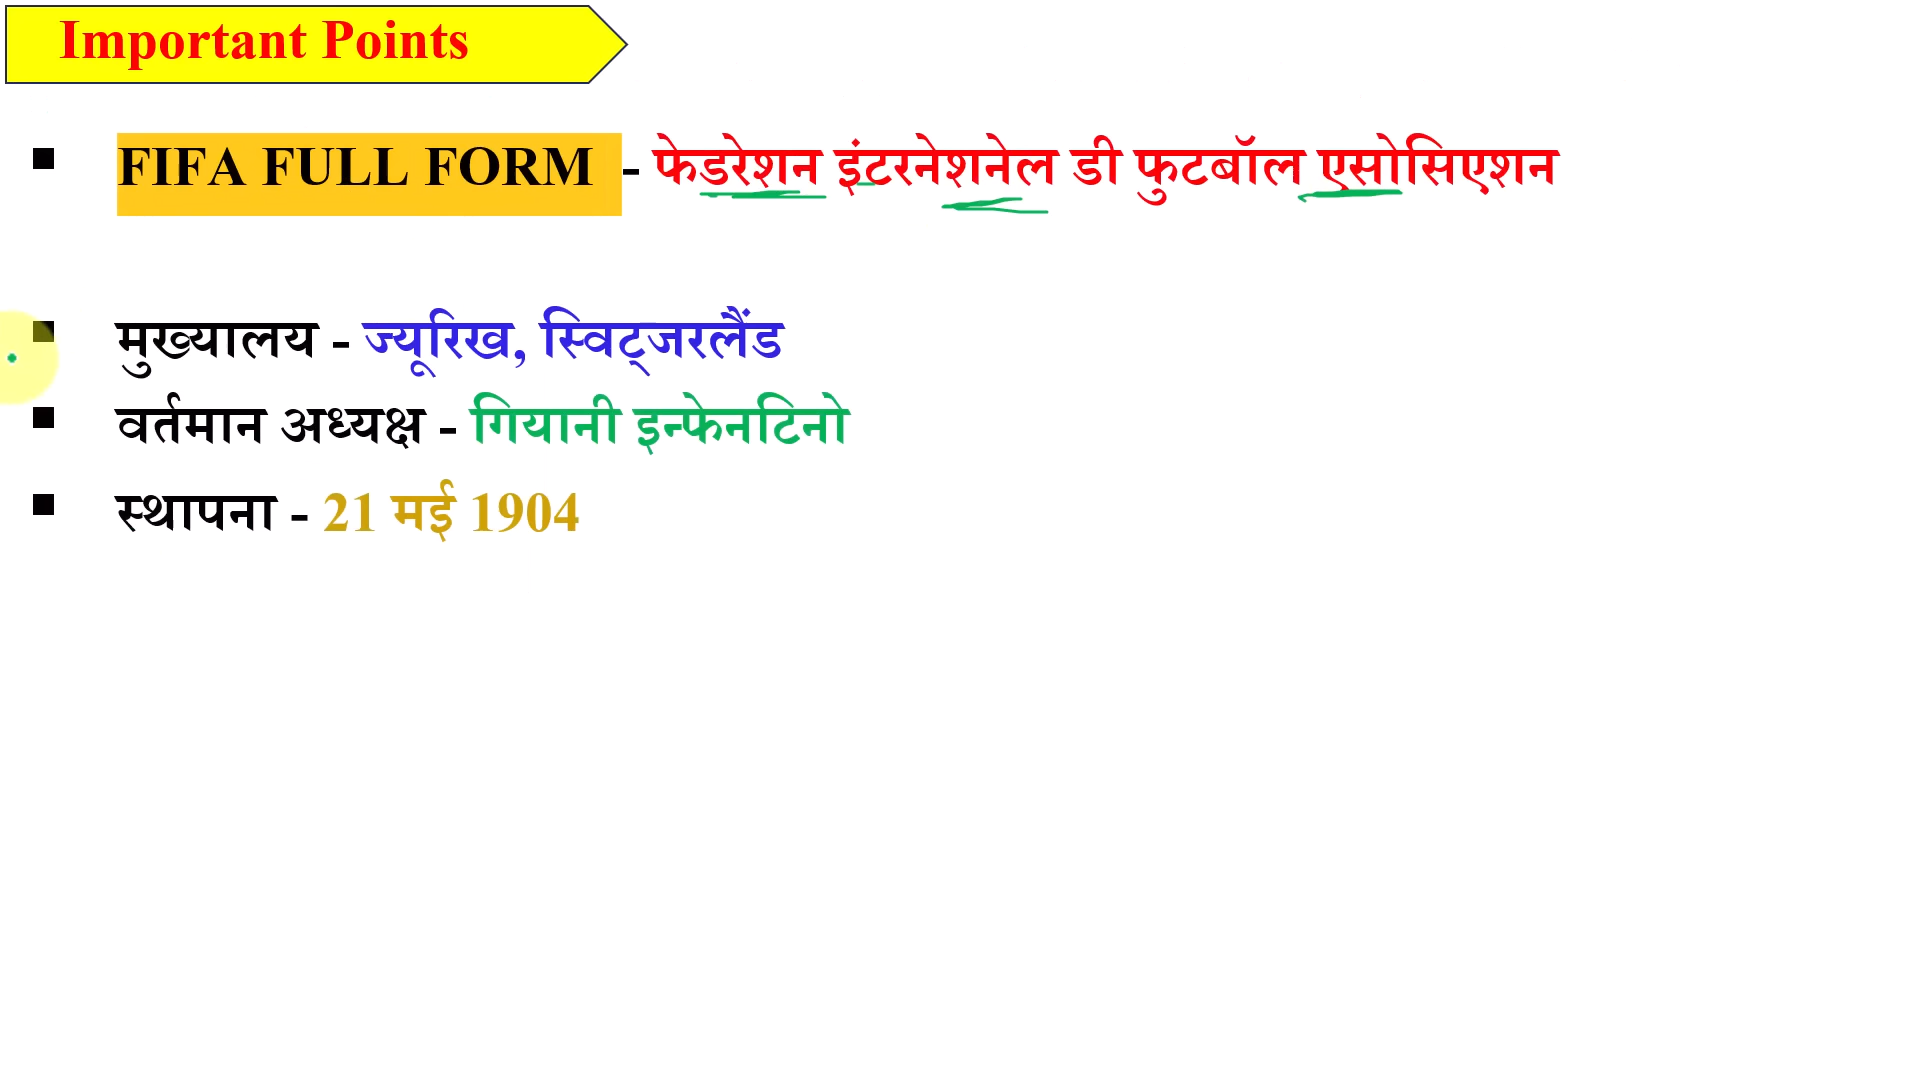 Important Points
FIFA FULL FORM - फेडरेशन इंटरनेशनेल डी फुटबॉल एसोसिएशन
मुख्यालय - ज्यूरिख, स्विट्जरलैंड
वर्तमान अध्यक्ष - गियानी इन्फेनटिनो
स्थापना - 21 मई 1904